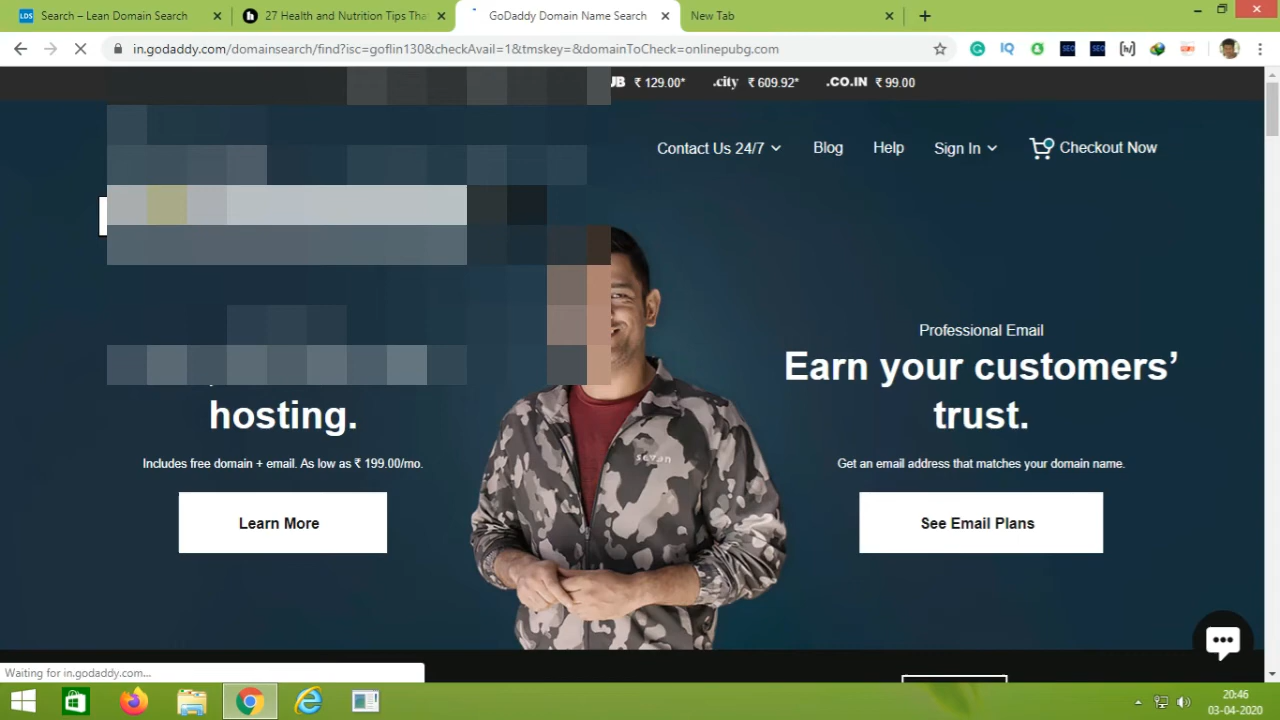 Search – Lean Domain Search
27 Health and Nutrition Tips Tha
GoDaddy Domain Name Search
New Tab
in.godaddy.com/domainsearch/find?isc=goflin130&checkAvail=1&tmskey=&domainToCheck=onlinepubg.com
₹ 129.00* .city ₹ 609.92* .CO.IN ₹ 99.00
Contact Us 24/7 Blog Help Sign In Checkout Now
hosting.
Includes free domain + email. As low as ₹ 199.00/mo.
Learn More
seven
Professional Email
Earn your customers’
trust.
Get an email address that matches your domain name.
See Email Plans
Waiting for in.godaddy.com...
20:46
03-04-2020